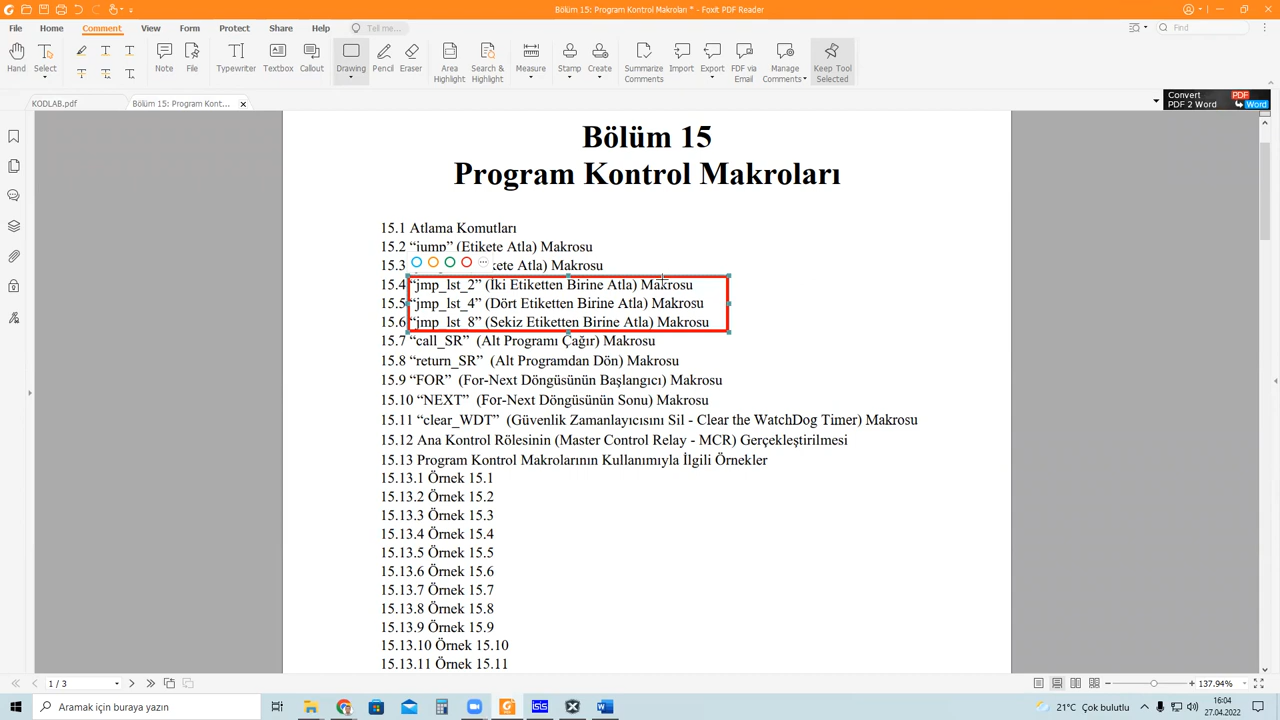 Bölüm 15: Program Kontrol Makroları * - Foxit PDF Reader
File Home Comment View Form Protect Share Help Tell me... Find
Hand Select Note File Typewriter Textbox Callout Drawing Pencil Eraser Area Highlight Search & Highlight Measure Stamp Create Summarize Comments Import Export PDF via Email Manage Comments Keep Tool Selected
KODLAB.pdf Bölüm 15: Program Kont... Convert PDF 2 Word PDF Word
Bölüm 15
Program Kontrol Makroları
15.1 Atlama Komutları
15.2 “jump” (Etikete Atla) Makrosu
15.3 kete Atla) Makrosu
15.4 “jmp_lst_2” (İki Etiketten Birine Atla) Makrosu
15.5 “jmp_lst_4” (Dört Etiketten Birine Atla) Makrosu
15.6 “jmp_lst_8” (Sekiz Etiketten Birine Atla) Makrosu
15.7 “call_SR” (Alt Programı Çağır) Makrosu
15.8 “return_SR” (Alt Programdan Dön) Makrosu
15.9 “FOR” (For-Next Döngüsünün Başlangıcı) Makrosu
15.10 “NEXT” (For-Next Döngüsünün Sonu) Makrosu
15.11 “clear_WDT” (Güvenlik Zamanlayıcısını Sil - Clear the WatchDog Timer) Makrosu
15.12 Ana Kontrol Rölesinin (Master Control Relay - MCR) Gerçekleştirilmesi
15.13 Program Kontrol Makrolarının Kullanımıyla İlgili Örnekler
15.13.1 Örnek 15.1
15.13.2 Örnek 15.2
15.13.3 Örnek 15.3
15.13.4 Örnek 15.4
15.13.5 Örnek 15.5
15.13.6 Örnek 15.6
15.13.7 Örnek 15.7
15.13.8 Örnek 15.8
15.13.9 Örnek 15.9
15.13.10 Örnek 15.10
15.13.11 Örnek 15.11
1 / 3 137.94%
Aramak için buraya yazın 21°C Çok bulutlu 16:04
27.04.2022